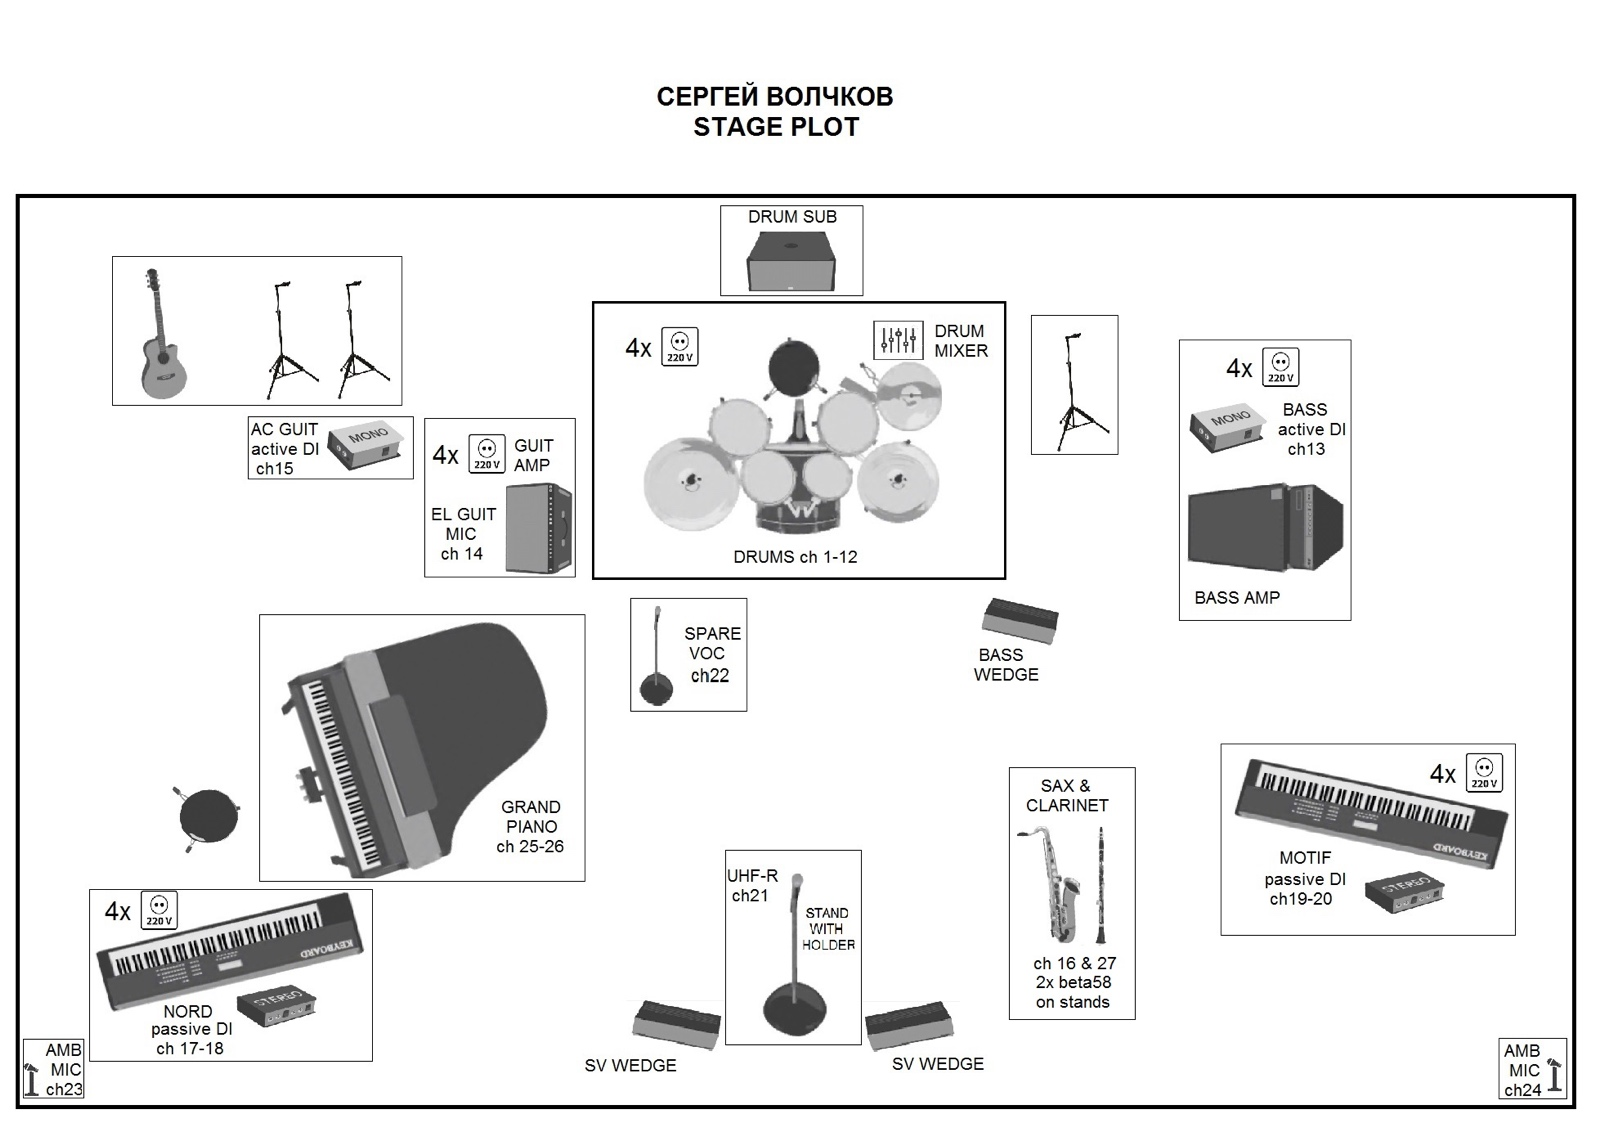 СЕРГЕЙ ВОЛЧКОВ
STAGE PLOT
DRUM SUB
4x
220 V
DRUM
MIXER
DRUMS ch 1-12
AC GUIT
active DI
ch15
MONO
4x
220 V
GUIT
AMP
EL GUIT
MIC
ch 14
4x
220 V
MONO
BASS
active DI
ch13
BASS AMP
SPARE
VOC
ch22
BASS
WEDGE
GRAND
PIANO
ch 25-26
SAX &
CLARINET
ch 16 & 27
2x beta58
on stands
4x
220 V
KEYBOARD
MOTIF
passive DI
ch19-20
STEREO
UHF-R
ch21
STAND
WITH
HOLDER
4x
220 V
KEYBOARD
NORD
passive DI
ch 17-18
STEREO
SV WEDGE
SV WEDGE
AMB
MIC
ch23
AMB
MIC
ch24